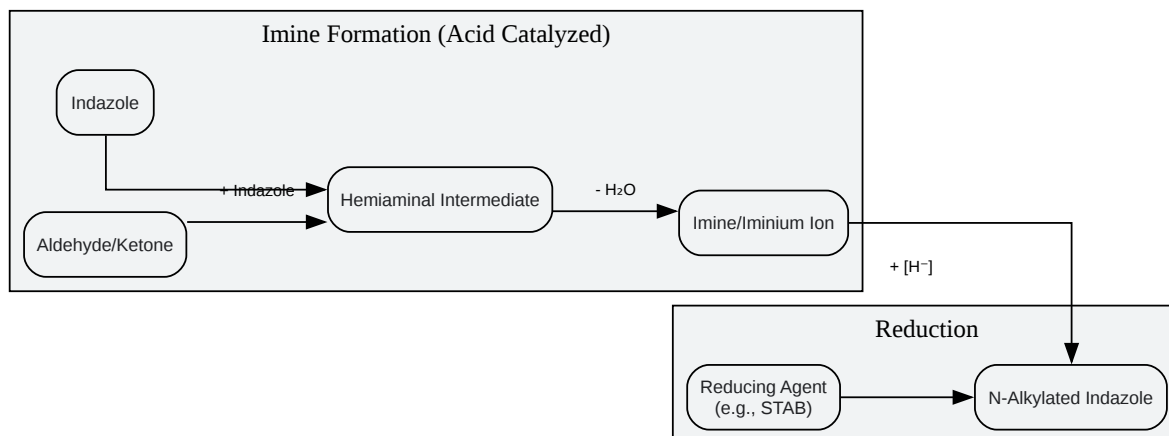 Imine Formation (Acid Catalyzed)
Indazole
+ Indazole
Aldehyde/Ketone
Hemiaminal Intermediate
- H₂O
Imine/Iminium Ion
+ [H⁻]
Reduction
Reducing Agent
(e.g., STAB)
N-Alkylated Indazole